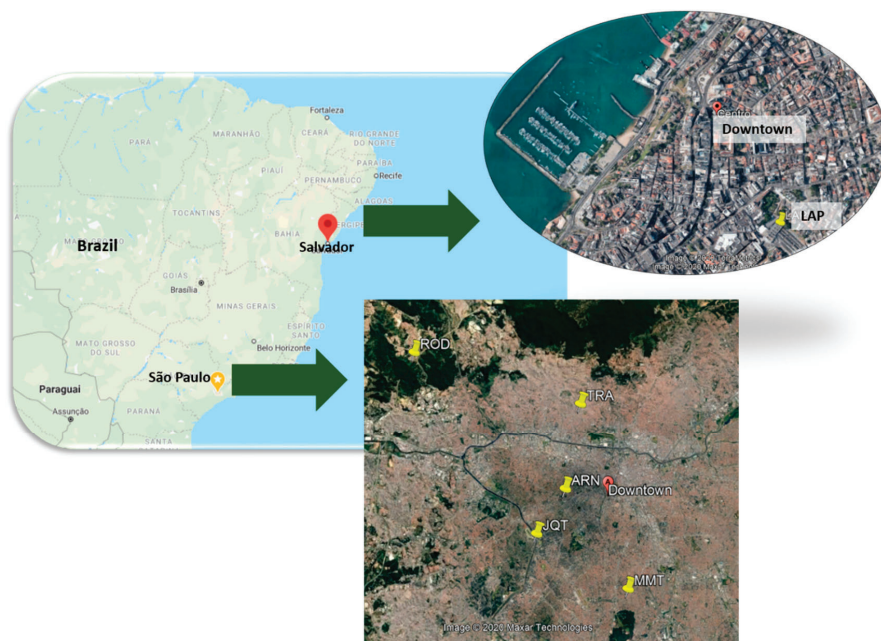 Fortaleza
MARANHÃO
CEARÁ
RIO GRANDE
DO NORTE
PARÁ
PARAÍBA
PIAUÍ
PERNAMBUCO
Recife
ALAGOAS
TOCANTINS
BAHIA
Salvador
Brazil
GOIÁS
Brasília
MINAS GERAIS
MATO GROSSO
DO SUL
ESPÍRITO
SANTO
Belo Horizonte
São Paulo
Paraguai
Assunção
PARANÁ
SANTA
Centro
Downtown
LAP
ROD
TRA
ARN
Downtown
JQT
MMT
Image © 2020 Maxar Technologies